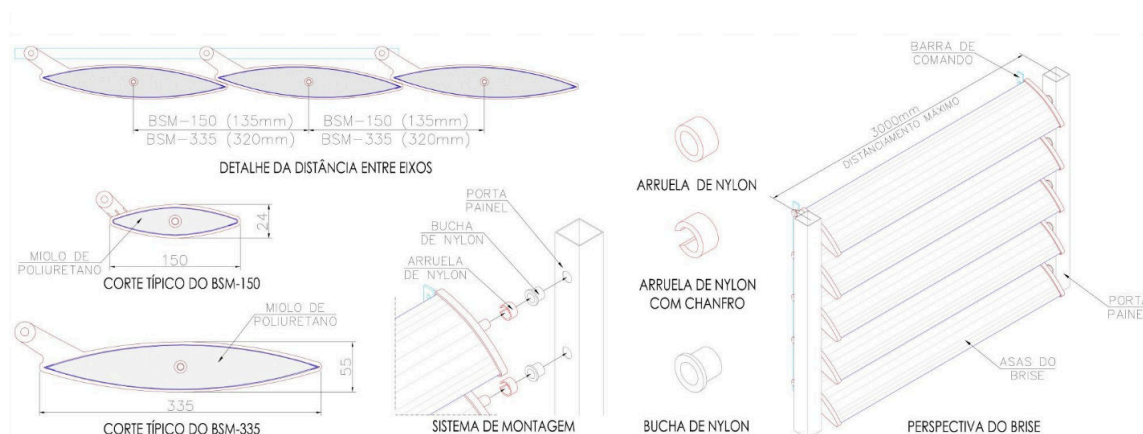 BSM-150 (135mm)
BSM-335 (320mm)
BSM-150 (135mm)
BSM-335 (320mm)
DETALHE DA DISTÂNCIA ENTRE EIXOS
MIOLO DE
POLIURETANO
24
150
CORTE TÍPICO DO BSM-150
MIOLO DE
POLIURETANO
55
335
CORTE TÍPICO DO BSM-335
PORTA
PAINEL
BUCHA
DE NYLON
ARRUELA
DE NYLON
SISTEMA DE MONTAGEM
ARRUELA DE NYLON
ARRUELA DE NYLON
COM CHANFRO
BUCHA DE NYLON
BARRA DE
COMANDO
3000mm
DISTÂNCIAMENTO MÁXIMO
PORTA
PAINEL
ASAS DO
BRISE
PERSPECTIVA DO BRISE